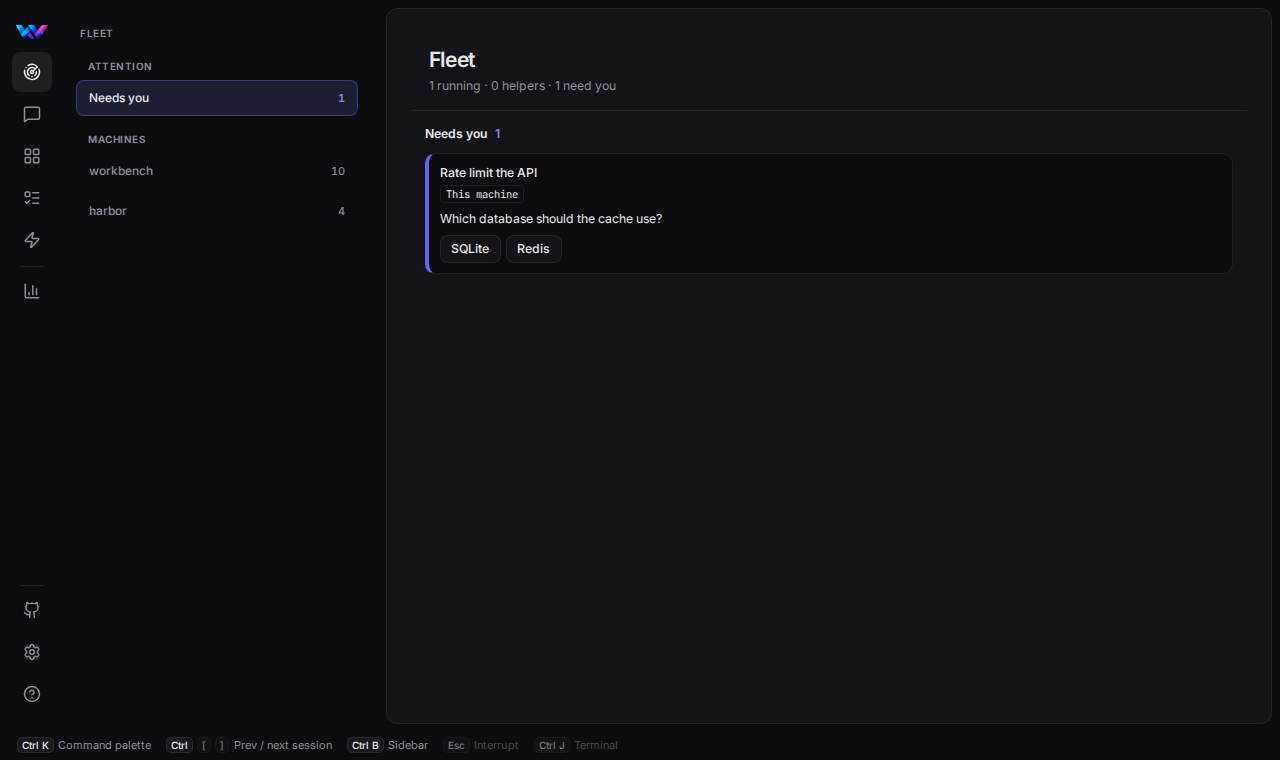 FLEET
ATTENTION
Needs you 1
MACHINES
workbench 10
harbor 4
Fleet
1 running · 0 helpers · 1 need you
Needs you 1
Rate limit the API
This machine
Which database should the cache use?
SQLite Redis
Ctrl K Command palette Ctrl [ ] Prev / next session Ctrl B Sidebar Esc Interrupt Ctrl J Terminal